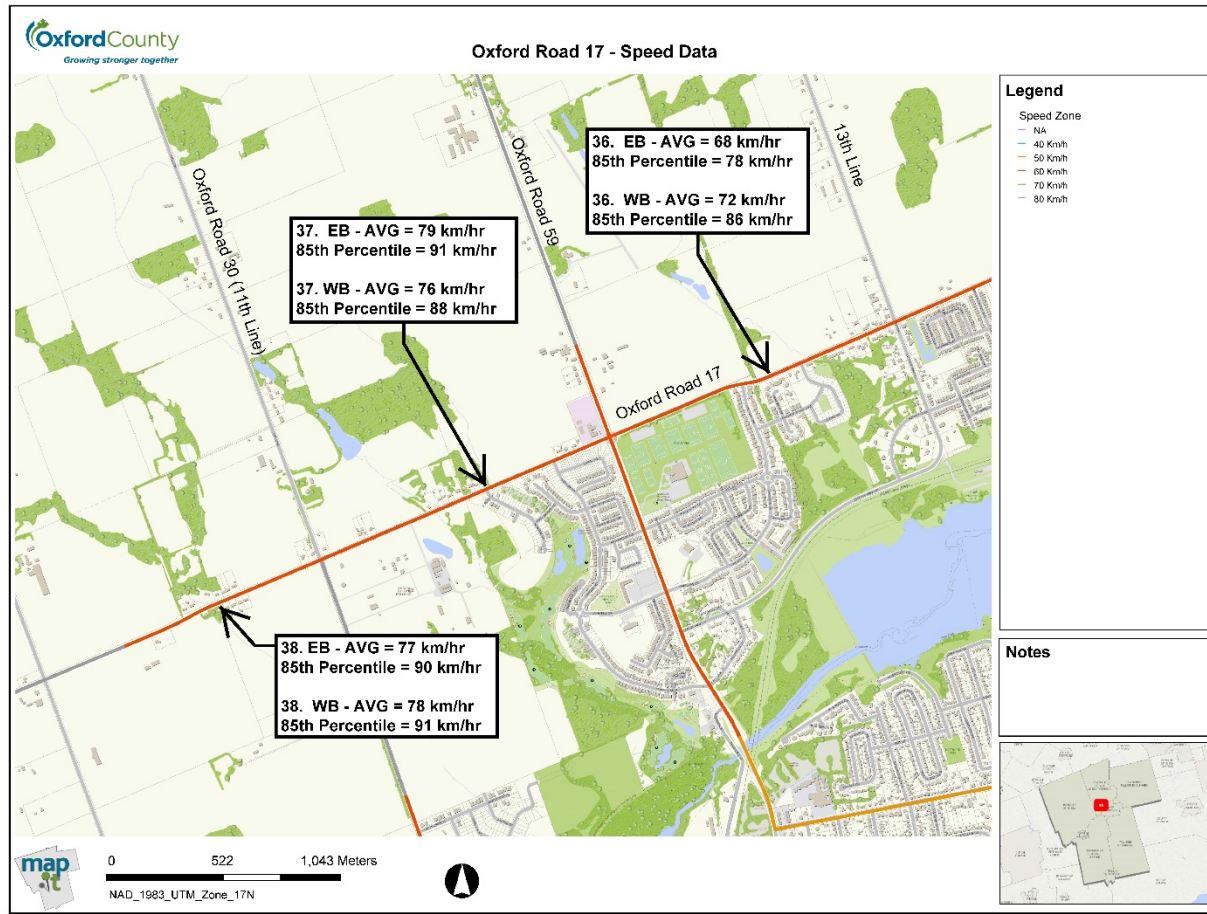 OxfordCounty
Growing stronger together
Oxford Road 17 - Speed Data
Legend
Speed Zone
NA
40 Km/h
50 Km/h
60 Km/h
70 Km/h
80 Km/h
36. EB - AVG = 68 km/hr
85th Percentile = 78 km/hr
36. WB - AVG = 72 km/hr
85th Percentile = 86 km/hr
13th Line
Oxford Road 59
Oxford Road 30 (11th Line)
37. EB - AVG = 79 km/hr
85th Percentile = 91 km/hr
37. WB - AVG = 76 km/hr
85th Percentile = 88 km/hr
Oxford Road 17
38. EB - AVG = 77 km/hr
85th Percentile = 90 km/hr
38. WB - AVG = 78 km/hr
85th Percentile = 91 km/hr
Notes
map it
0 522 1,043 Meters
NAD_1983_UTM_Zone_17N